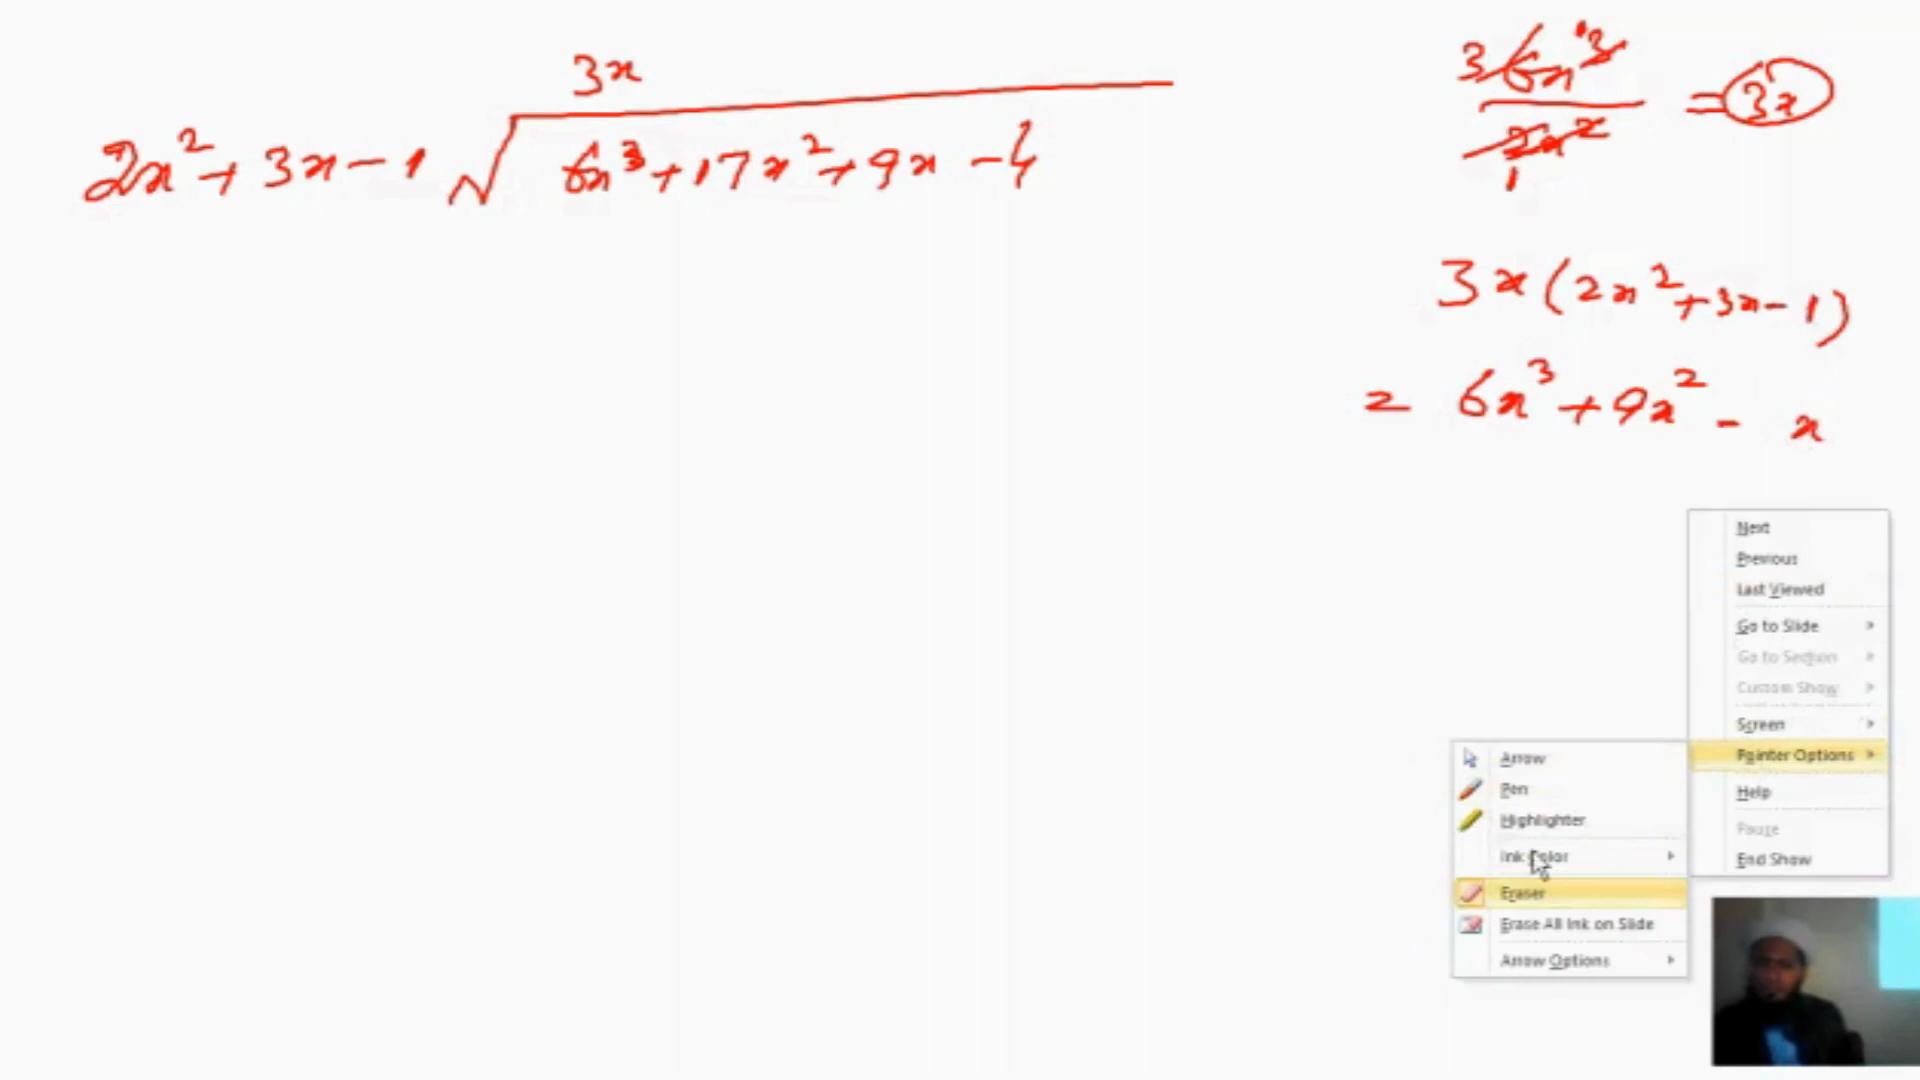 3x
2x² + 3x - 1 √ 6x³ + 17x² + 9x - 4
3 6x³
2x² = 3x
1
3x (2x² + 3x - 1)
= 6x³ + 9x² - x
Next
Previous
Last Viewed
Go to Slide
Go to Section
Custom Show
Screen
Pointer Options
Help
Pause
End Show
Arrow
Pen
Highlighter
Ink Color
Eraser
Erase All Ink on Slide
Arrow Options